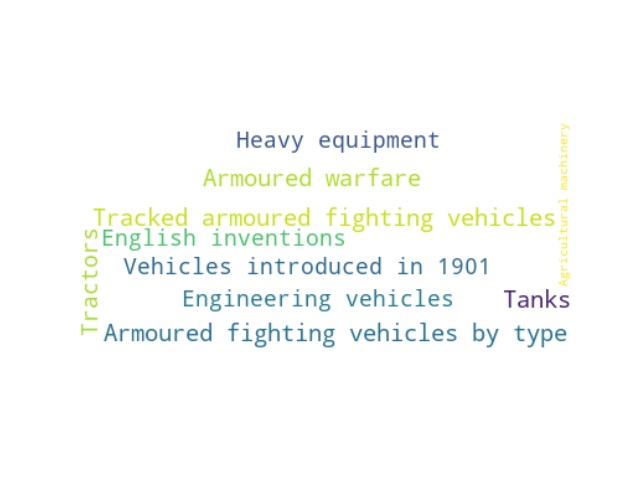 Heavy equipment
Armoured warfare
Tracked armoured fighting vehicles
English inventions
Vehicles introduced in 1901
Engineering vehicles
Tanks
Armoured fighting vehicles by type
Tractors
Agricultural machinery